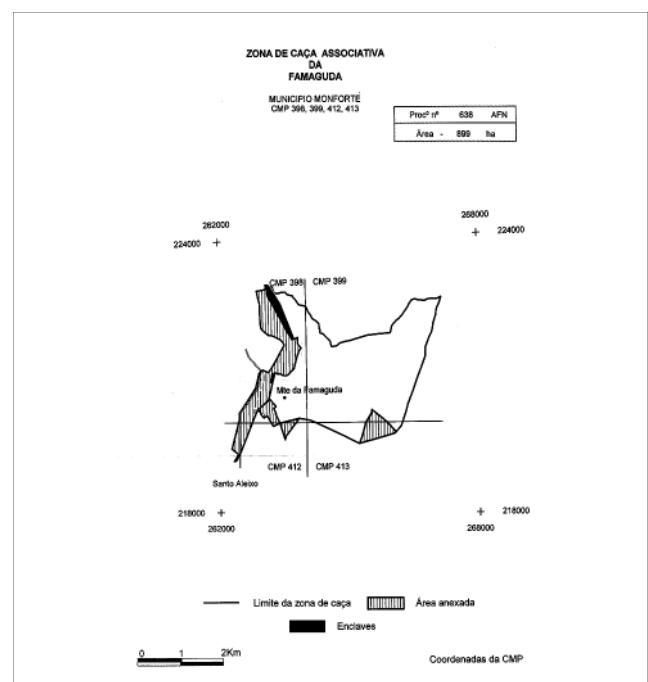 ZONA DE CAÇA ASSOCIATIVA
DA
FAMAGUDA
MUNICIPIO MONFORTE
CMP 398, 399, 412, 413
Procº nº 638 AFN
Área - 899 ha
262000
224000
268000
224000
CMP 398
CMP 399
Mte da Famaguda
CMP 412
CMP 413
Santo Aleixo
218000
262000
218000
268000
Limite da zona de caça
Área anexada
Enclaves
0 1 2Km
Coordenadas da CMP